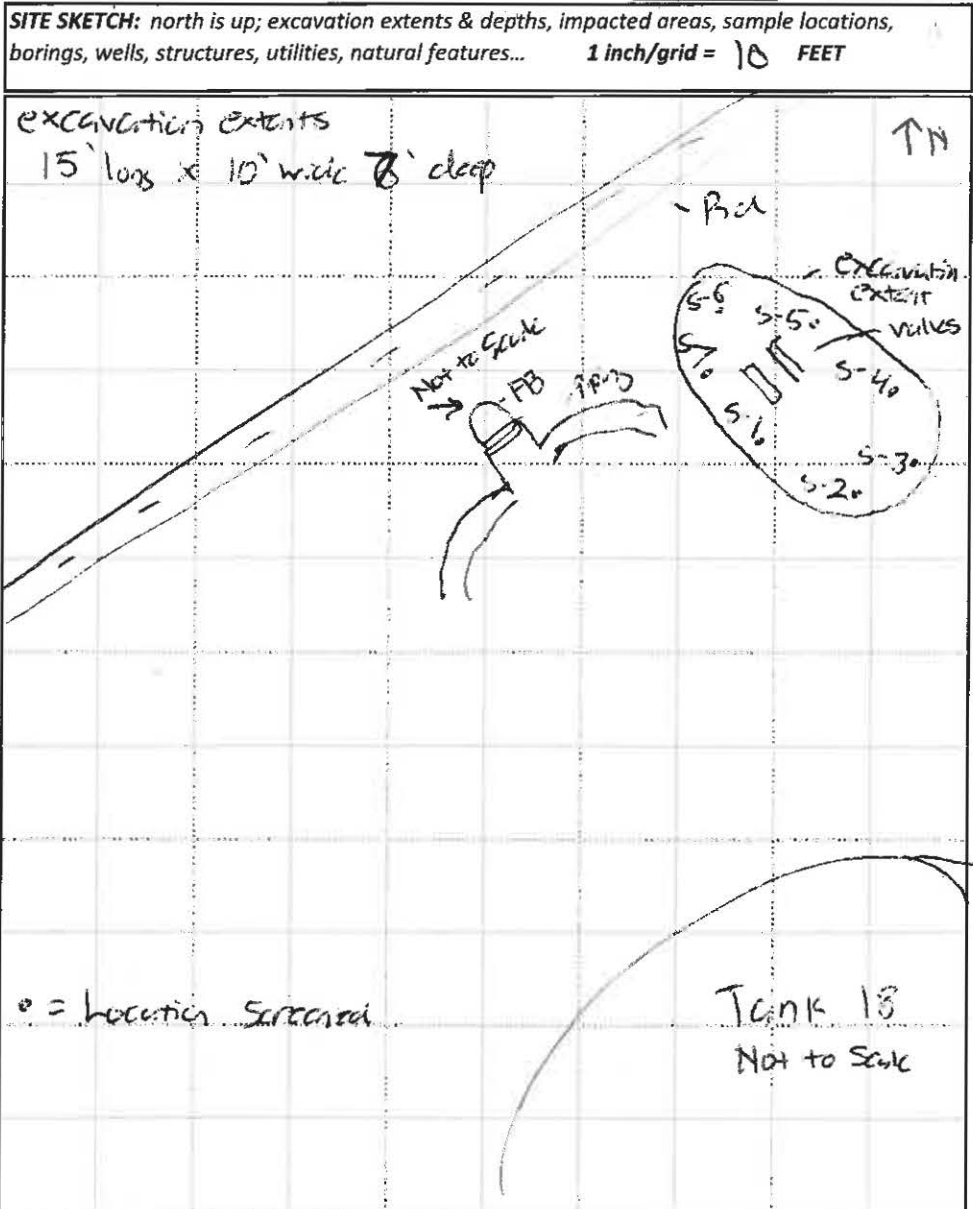 SITE SKETCH: north is up; excavation extents & depths, impacted areas, sample locations,
borings, wells, structures, utilities, natural features... 1 inch/grid = 10 FEET
excavation extents
15' long x 10' wide 8' deep
↑N
- Rd
- excavation
extent
valves
S-6
S-5
S-7
S-4
S-1
S-3
S-2
Not to Scale
- FB
• = Location Screened
Tank 18
Not to Scale